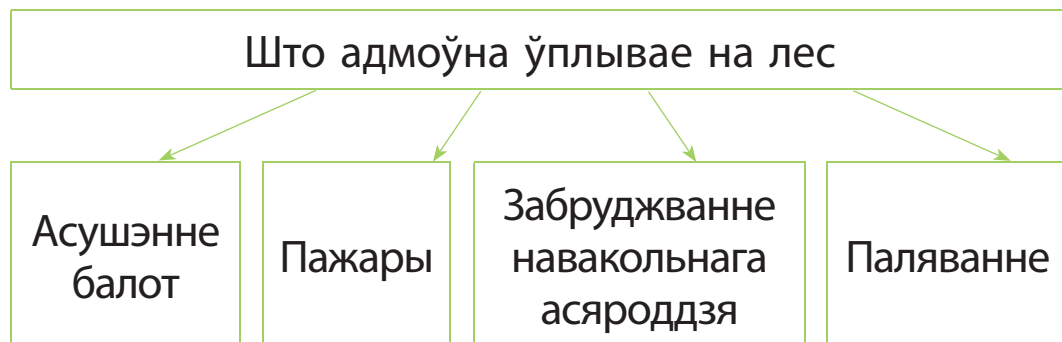 Што адмоўна ўплывае на лес
Асушэнне
балот
Пажары
Забруджванне
навакольнага
асяроддзя
Паляванне